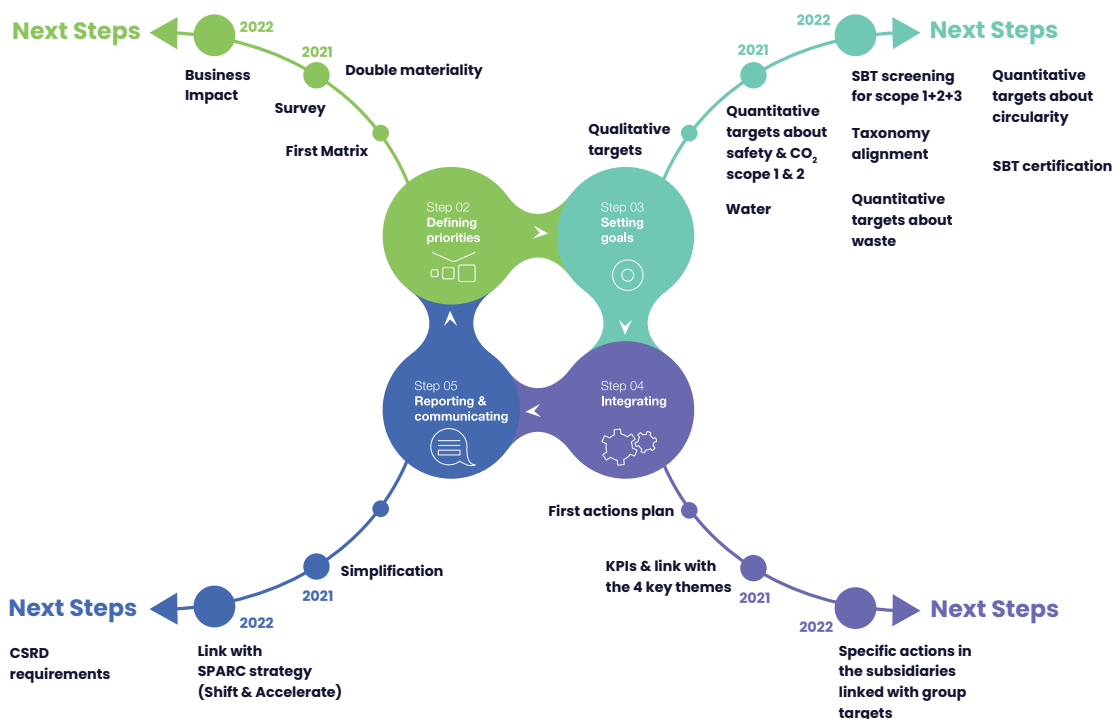 Next Steps
2022
Business
Impact
2021
Double materiality
Survey
First Matrix
Step 02
Defining
priorities
Next Steps
2022
2021
SBT screening
for scope 1+2+3
Taxonomy
alignment
Quantitative
targets about
waste
Quantitative
targets about
circularity
SBT certification
Quantitative
targets about
safety & CO₂
scope 1 & 2
Water
Qualitative
targets
Step 03
Setting
goals
Step 04
Integrating
First actions plan
KPIs & link with
the 4 key themes
2021
2022
Next Steps
Specific actions in
the subsidiaries
linked with group
targets
Step 05
Reporting &
communicating
Simplification
2021
2022
Link with
SPARC strategy
(Shift & Accelerate)
Next Steps
CSRD
requirements